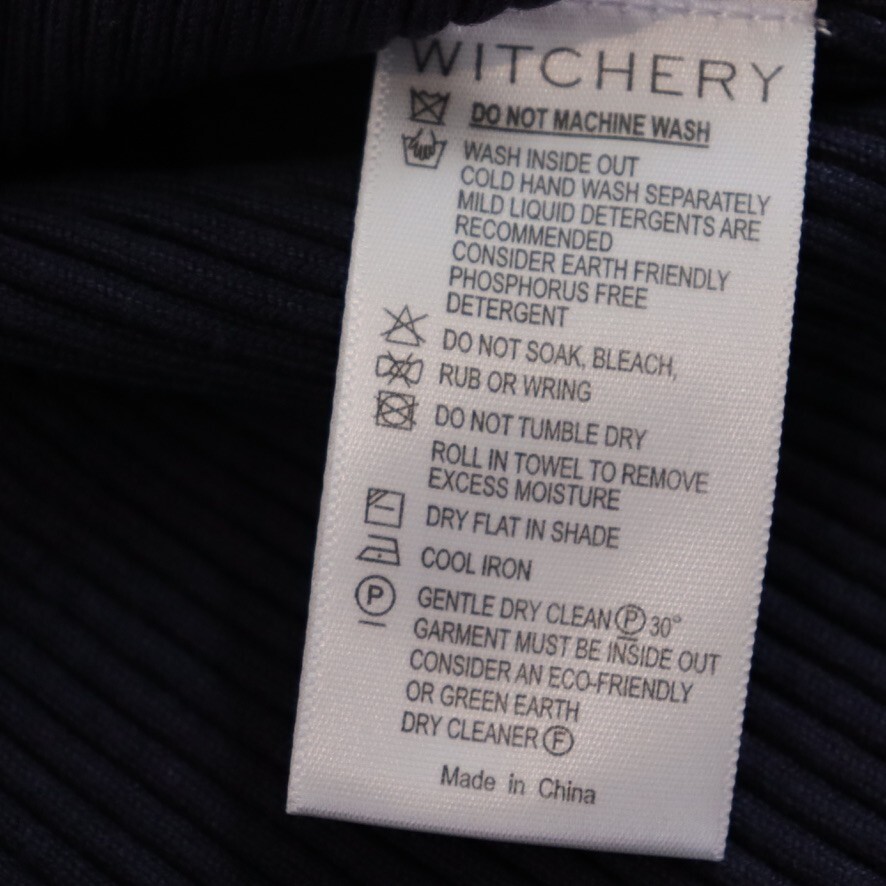 WITCHERY
DO NOT MACHINE WASH
WASH INSIDE OUT
COLD HAND WASH SEPARATELY
MILD LIQUID DETERGENTS ARE
RECOMMENDED
CONSIDER EARTH FRIENDLY
PHOSPHORUS FREE
DETERGENT
DO NOT SOAK, BLEACH,
RUB OR WRING
DO NOT TUMBLE DRY
ROLL IN TOWEL TO REMOVE
EXCESS MOISTURE
DRY FLAT IN SHADE
COOL IRON
P GENTLE DRY CLEAN P 30°
GARMENT MUST BE INSIDE OUT
CONSIDER AN ECO-FRIENDLY
OR GREEN EARTH
DRY CLEANER F
Made in China